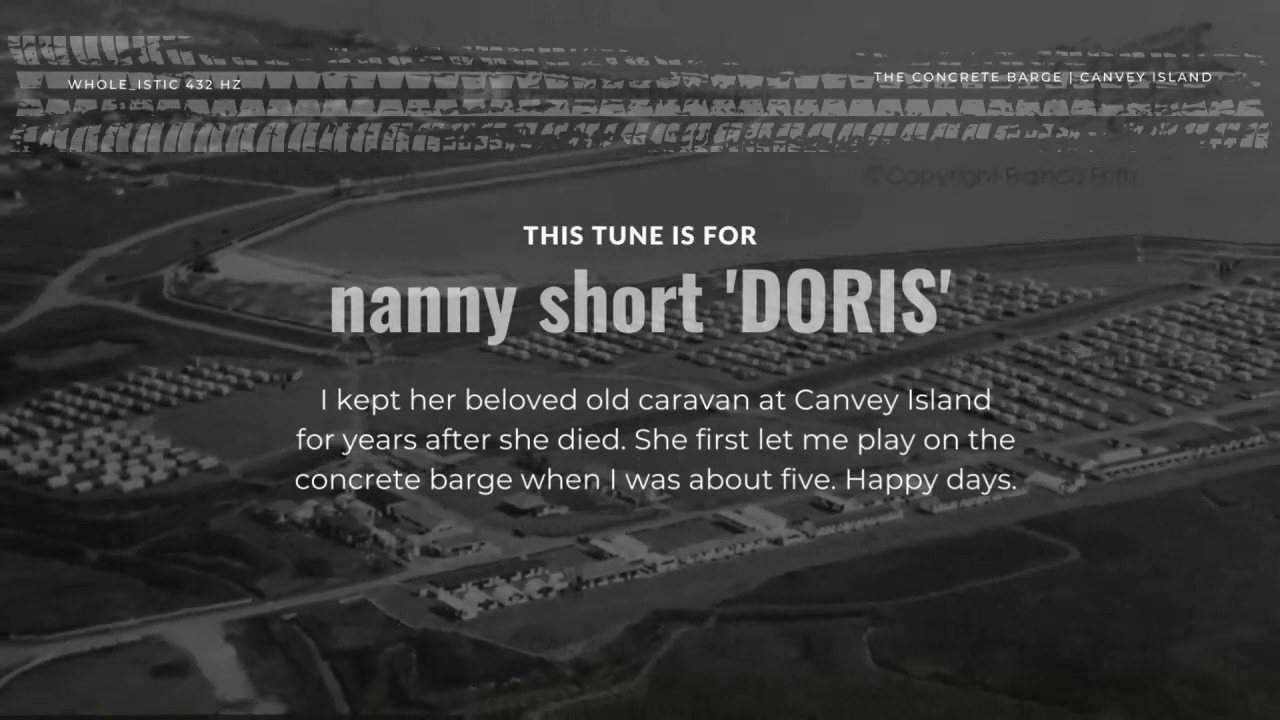 WHOLE_ISTIC 432 HZ
THE CONCRETE BARGE | CANVEY ISLAND
©Copyright Francis Frith
THIS TUNE IS FOR
nanny short 'DORIS'
I kept her beloved old caravan at Canvey Island
for years after she died. She first let me play on the
concrete barge when I was about five. Happy days.